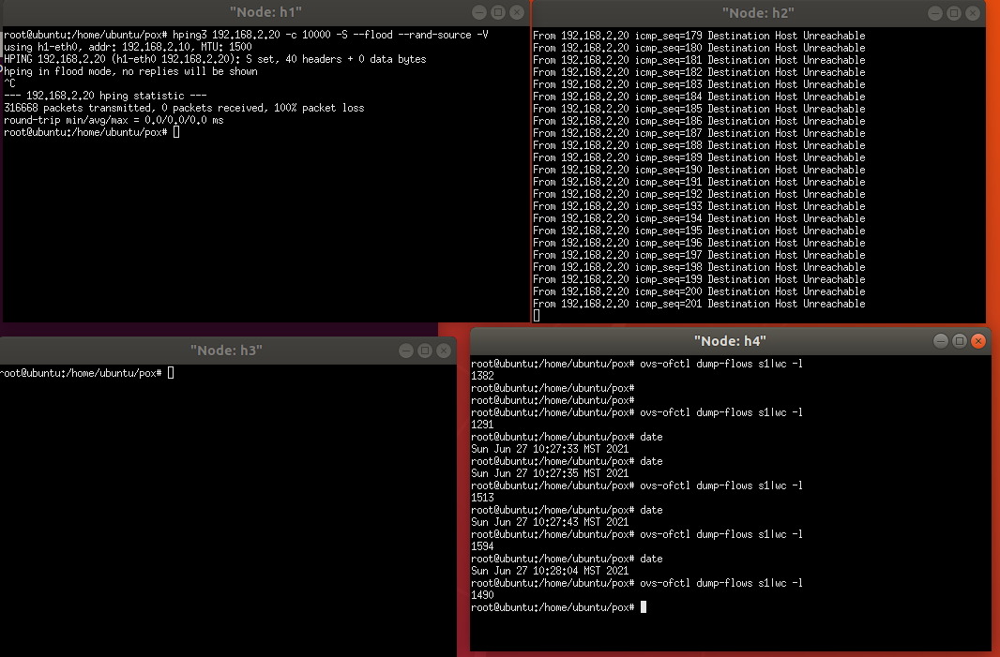 "Node: h1"
root@ubuntu:/home/ubuntu/pox# hping3 192.168.2.20 -c 10000 -S --flood --rand-source -V
using h1-eth0, addr: 192.168.2.10, MTU: 1500
HPING 192.168.2.20 (h1-eth0 192.168.2.20): S set, 40 headers + 0 data bytes
hping in flood mode, no replies will be shown
^C
--- 192.168.2.20 hping statistic ---
316668 packets transmitted, 0 packets received, 100% packet loss
round-trip min/avg/max = 0.0/0.0/0.0 ms
root@ubuntu:/home/ubuntu/pox#
"Node: h2"
From 192.168.2.20 icmp_seq=179 Destination Host Unreachable
From 192.168.2.20 icmp_seq=180 Destination Host Unreachable
From 192.168.2.20 icmp_seq=181 Destination Host Unreachable
From 192.168.2.20 icmp_seq=182 Destination Host Unreachable
From 192.168.2.20 icmp_seq=183 Destination Host Unreachable
From 192.168.2.20 icmp_seq=184 Destination Host Unreachable
From 192.168.2.20 icmp_seq=185 Destination Host Unreachable
From 192.168.2.20 icmp_seq=186 Destination Host Unreachable
From 192.168.2.20 icmp_seq=187 Destination Host Unreachable
From 192.168.2.20 icmp_seq=188 Destination Host Unreachable
From 192.168.2.20 icmp_seq=189 Destination Host Unreachable
From 192.168.2.20 icmp_seq=190 Destination Host Unreachable
From 192.168.2.20 icmp_seq=191 Destination Host Unreachable
From 192.168.2.20 icmp_seq=192 Destination Host Unreachable
From 192.168.2.20 icmp_seq=193 Destination Host Unreachable
From 192.168.2.20 icmp_seq=194 Destination Host Unreachable
From 192.168.2.20 icmp_seq=195 Destination Host Unreachable
From 192.168.2.20 icmp_seq=196 Destination Host Unreachable
From 192.168.2.20 icmp_seq=197 Destination Host Unreachable
From 192.168.2.20 icmp_seq=198 Destination Host Unreachable
From 192.168.2.20 icmp_seq=199 Destination Host Unreachable
From 192.168.2.20 icmp_seq=200 Destination Host Unreachable
From 192.168.2.20 icmp_seq=201 Destination Host Unreachable
"Node: h3"
root@ubuntu:/home/ubuntu/pox#
"Node: h4"
root@ubuntu:/home/ubuntu/pox# ovs-ofctl dump-flows s1|wc -l
1382
root@ubuntu:/home/ubuntu/pox#
root@ubuntu:/home/ubuntu/pox#
root@ubuntu:/home/ubuntu/pox# ovs-ofctl dump-flows s1|wc -l
1291
root@ubuntu:/home/ubuntu/pox# date
Sun Jun 27 10:27:33 MST 2021
root@ubuntu:/home/ubuntu/pox# date
Sun Jun 27 10:27:35 MST 2021
root@ubuntu:/home/ubuntu/pox# ovs-ofctl dump-flows s1|wc -l
1513
root@ubuntu:/home/ubuntu/pox# date
Sun Jun 27 10:27:43 MST 2021
root@ubuntu:/home/ubuntu/pox# ovs-ofctl dump-flows s1|wc -l
1594
root@ubuntu:/home/ubuntu/pox# date
Sun Jun 27 10:28:04 MST 2021
root@ubuntu:/home/ubuntu/pox# ovs-ofctl dump-flows s1|wc -l
1490
root@ubuntu:/home/ubuntu/pox#